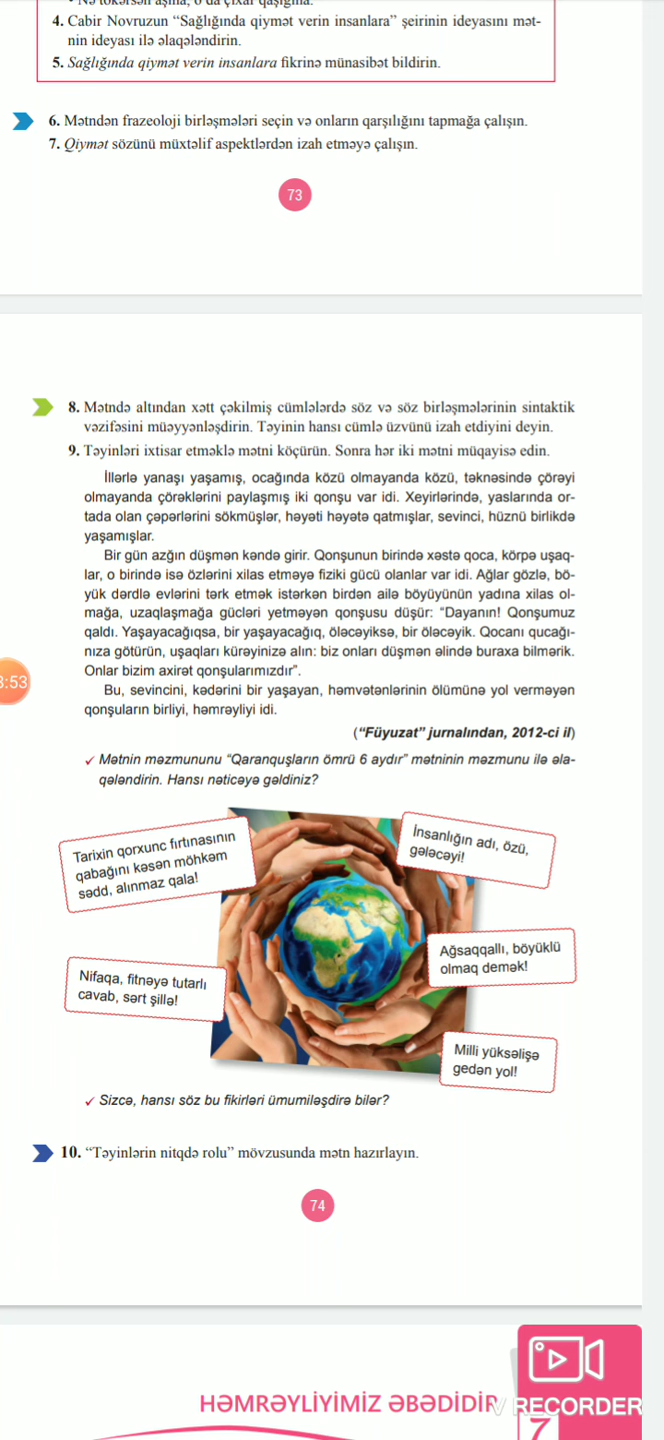 4. Cabir Novruzun “Sağlığında qiymət verin insanlara” şeirinin ideyasını mət-
nin ideyası ilə əlaqələndirin.
5. Sağlığında qiymət verin insanlara fikrinə münasibət bildirin.
6. Mətndən frazeoloji birləşmələri seçin və onların qarşılığını tapmağa çalışın.
7. Qiymət sözünü müxtəlif aspektlərdən izah etməyə çalışın.
73
8. Mətndə altından xətt çəkilmiş cümlələrdə söz və söz birləşmələrinin sintaktik
vəzifəsini müəyyənləşdirin. Təyinin hansı cümlə üzvünü izah etdiyini deyin.
9. Təyinləri ixtisar etməklə mətni köçürün. Sonra hər iki mətni müqayisə edin.
İllərlə yanaşı yaşamış, ocağında közü olmayanda közü, təknəsində çörəyi
olmayanda çörəklərini paylaşmış iki qonşu var idi. Xeyirlərində, yaslarında or-
tada olan çəpərlərini sökmüşlər, həyəti həyətə qatmışlar, sevinci, hüznü birlikdə
yaşamışlar.
Bir gün azğın düşmən kəndə girir. Qonşunun birində xəstə qoca, körpə uşaq-
lar, o birində isə özlərini xilas etməyə fiziki gücü olanlar var idi. Ağlar gözlə, bö-
yük dərdlə evlərini tərk etmək istərkən birdən ailə böyüyünün yadına xilas ol-
mağa, uzaqlaşmağa gücləri yetməyən qonşusu düşür: “Dayanın! Qonşumuz
qaldı. Yaşayacağıqsa, bir yaşayacağıq, öləcəyiksə, bir öləcəyik. Qocanı qucağı-
nıza götürün, uşaqları kürəyinizə alın: biz onları düşmən əlində buraxa bilmərik.
Onlar bizim axirət qonşularımızdır”.
3:53
Bu, sevincini, kədərini bir yaşayan, həmvətənlərinin ölümünə yol verməyən
qonşuların birliyi, həmrəyliyi idi.
(“Füyuzat” jurnalından, 2012-ci il)
✓ Mətnin məzmununu “Qaranquşların ömrü 6 aydır” mətninin məzmunu ilə əla-
qələndirin. Hansı nəticəyə gəldiniz?
Tarixin qorxunc fırtınasının
qabağını kəsən möhkəm
sədd, alınmaz qala!
İnsanlığın adı, özü,
gələcəyi!
Ağsaqqallı, böyüklü
olmaq demək!
Nifaqa, fitnəyə tutarlı
cavab, sərt şillə!
Milli yüksəlişə
gedən yol!
✓ Sizcə, hansı söz bu fikirləri ümumiləşdirə bilər?
10. “Təyinlərin nitqdə rolu” mövzusunda mətn hazırlayın.
74
HƏMRƏYLİYİMİZ ƏBƏDİDİR
V RECORDER
7